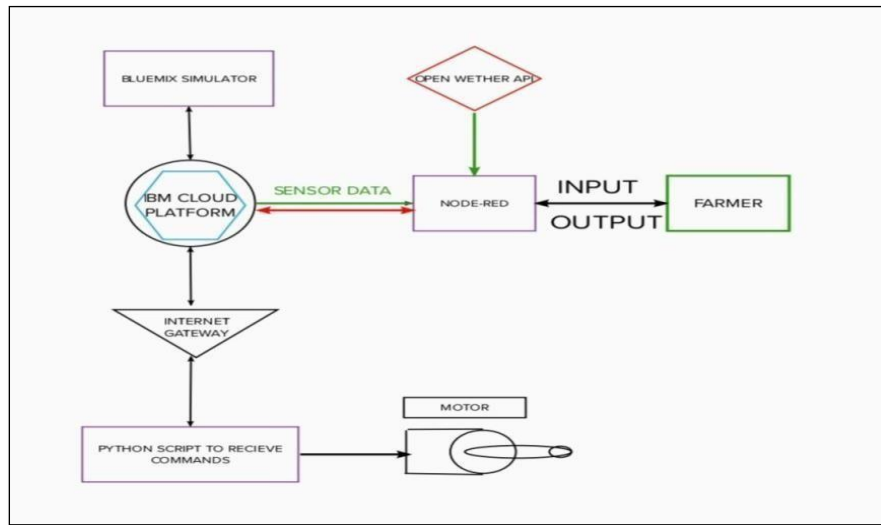 BLUEMIX SIMULATOR
OPEN WETHER API
IBM CLOUD
PLATFORM
SENSOR DATA
NODE-RED
INPUT
OUTPUT
FARMER
INTERNET
GATEWAY
MOTOR
PYTHON SCRIPT TO RECIEVE
COMMANDS